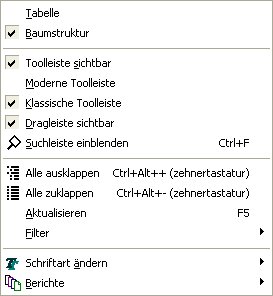 Tabelle
Baumstruktur
Toolleiste sichtbar
Moderne Toolleiste
Klassische Toolleiste
Dragleiste sichtbar
Suchleiste einblenden Ctrl+F
Alle ausklappen Ctrl+Alt++ (zehnertastatur)
Alle zuklappen Ctrl+Alt+- (zehnertastatur)
Aktualisieren F5
Filter
Schriftart ändern
Berichte